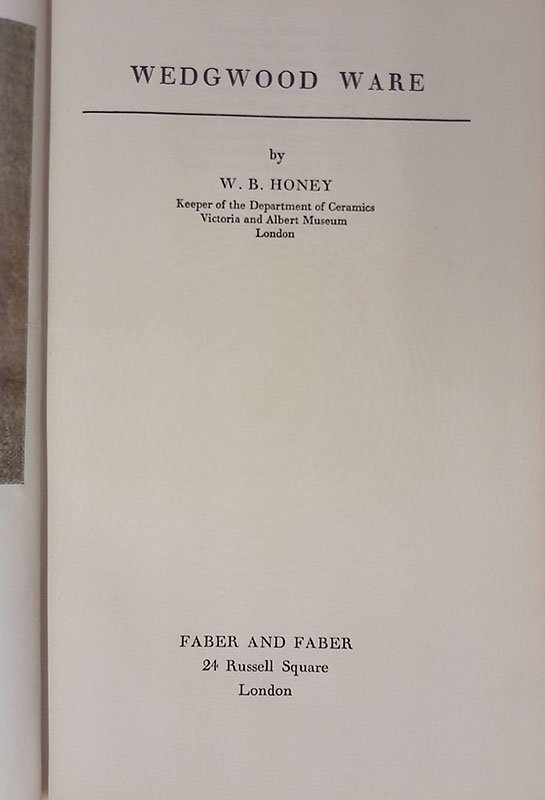 WEDGWOOD WARE
by
W. B. HONEY
Keeper of the Department of Ceramics
Victoria and Albert Museum
London
FABER AND FABER
24 Russell Square
London